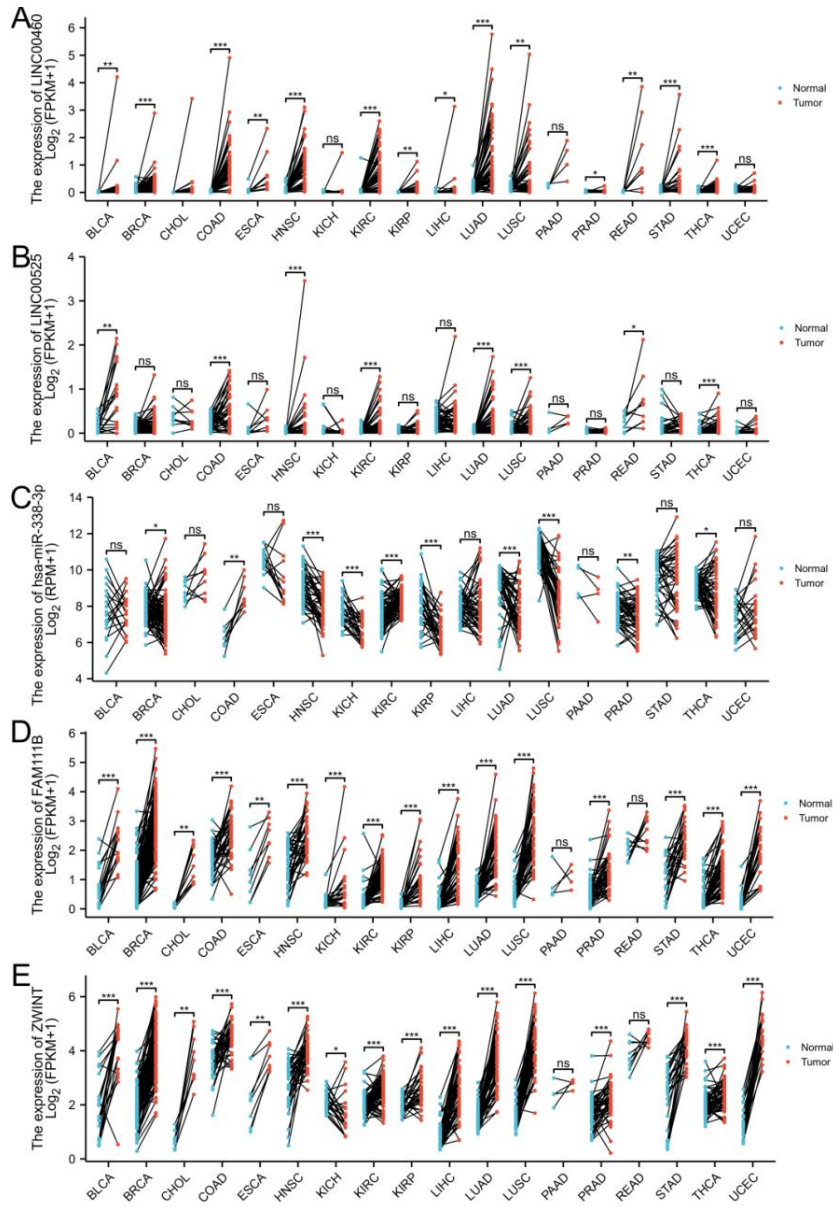 A
The expression of LINC00460
Log2 (FPKM+1)
6
5
4
3
2
1
0
** *** *** ** *** ns *** ** * *** ** ns * ** *** *** ns
BLCA BRCA CHOL COAD ESCA HNSC KICH KIRC KIRP LIHC LUAD LUSC PAAD PRAD READ STAD THCA UCEC
Normal
Tumor
B
The expression of LINC00525
Log2 (FPKM+1)
4
3
2
1
0
** ns ns *** ns *** ns *** ns ns *** *** ns ns * ns *** ns
BLCA BRCA CHOL COAD ESCA HNSC KICH KIRC KIRP LIHC LUAD LUSC PAAD PRAD READ STAD THCA UCEC
Normal
Tumor
C
The expression of hsa-miR-338-3p
Log2 (RPM+1)
14
12
10
8
6
4
ns * ns ** ns *** *** *** *** ns *** *** ns ** ns * ns
BLCA BRCA CHOL COAD ESCA HNSC KICH KIRC KIRP LIHC LUAD LUSC PAAD PRAD STAD THCA UCEC
Normal
Tumor
D
The expression of FAM111B
Log2 (FPKM+1)
6
5
4
3
2
1
0
*** *** ** *** ** *** *** *** *** *** *** *** ns *** ns *** *** ***
BLCA BRCA CHOL COAD ESCA HNSC KICH KIRC KIRP LIHC LUAD LUSC PAAD PRAD READ STAD THCA UCEC
Normal
Tumor
E
The expression of ZWINT
Log2 (FPKM+1)
6
4
2
0
*** *** ** *** ** *** * *** *** *** *** *** ns *** ns *** *** ***
BLCA BRCA CHOL COAD ESCA HNSC KICH KIRC KIRP LIHC LUAD LUSC PAAD PRAD READ STAD THCA UCEC
Normal
Tumor